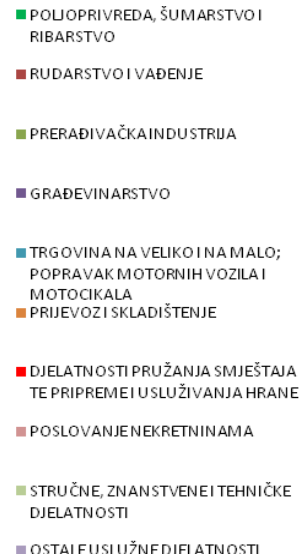 POLJOPRIVREDA, ŠUMARSTVO I
RIBARSTVO
RUDARSTVO I VAĐENJE
PRERAĐIVAČKA INDUSTRIJA
GRAĐEVINARSTVO
TRGOVINA NA VELIKO I NA MALO;
POPRAVAK MOTORNIH VOZILA I
MOTOCIKALA
PRIJEVOZ I SKLADIŠTENJE
DJELATNOSTI PRUŽANJA SMJEŠTAJA
TE PRIPREME I USLUŽIVANJA HRANE
POSLOVANJE NEKRETNINAMA
STRUČNE, ZNANSTVENE I TEHNIČKE
DJELATNOSTI
OSTALE USLUŽNE DJELATNOSTI